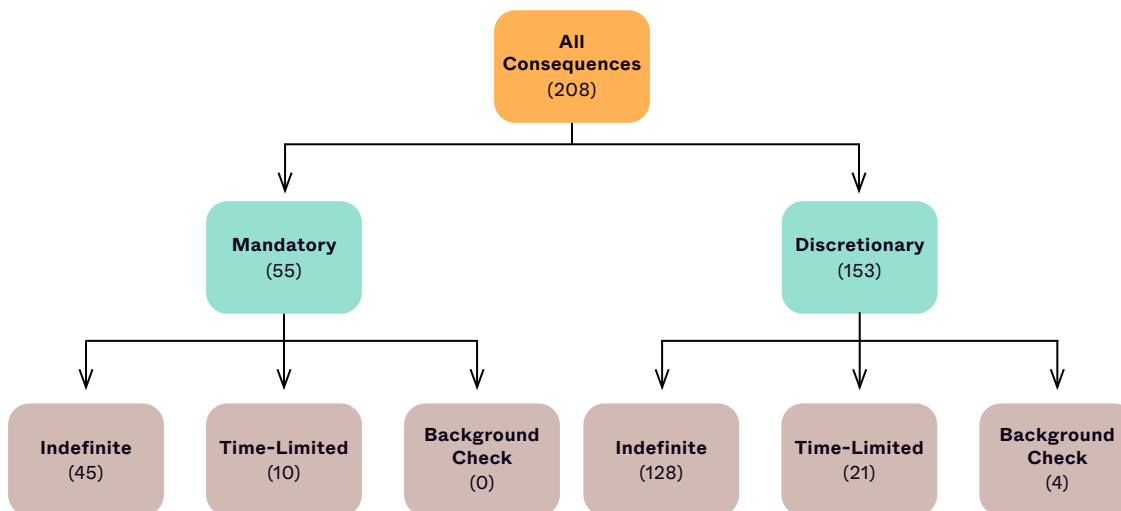 All
Consequences
(208)
Mandatory
(55)
Discretionary
(153)
Indefinite
(45)
Time-Limited
(10)
Background
Check
(0)
Indefinite
(128)
Time-Limited
(21)
Background
Check
(4)